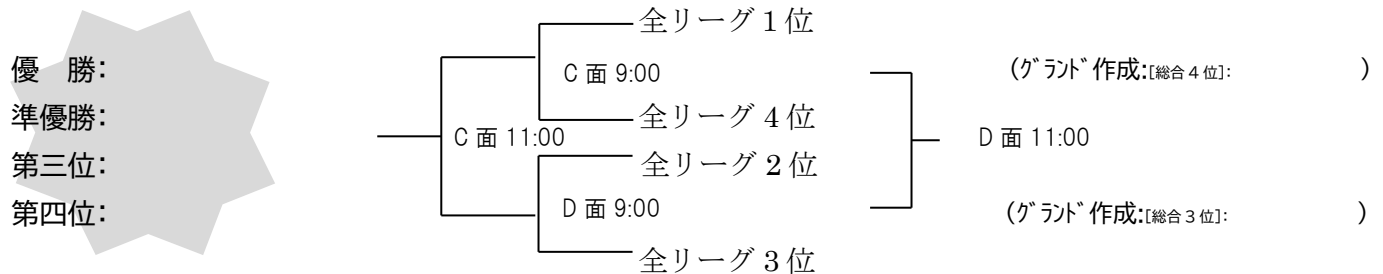 優　勝:
準優勝:
第三位:
第四位:
全リーグ 1 位
C 面 9:00
全リーグ 4 位
C 面 11:00
全リーグ 2 位
D 面 9:00
全リーグ 3 位
(ｸﾞﾗﾝﾄﾞ作成:[総合４位]:　　　　)
D 面 11:00
(ｸﾞﾗﾝﾄﾞ作成:[総合３位]:　　　　)